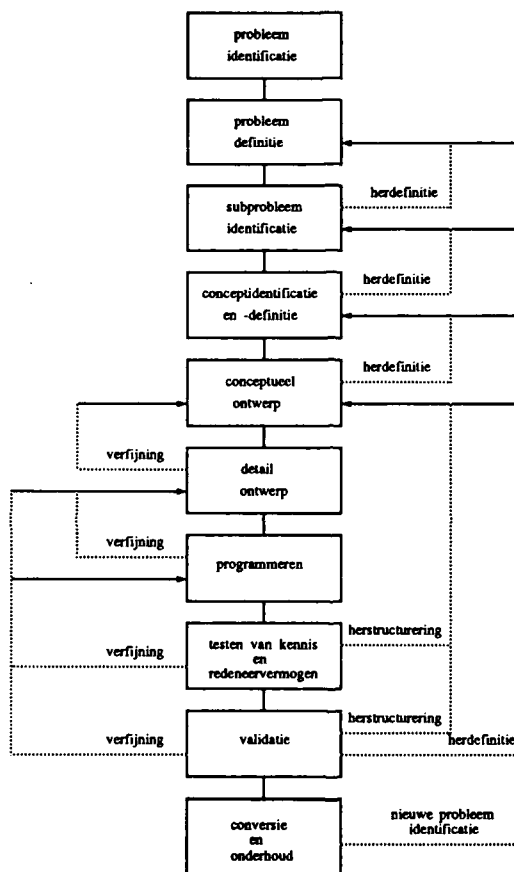 probleem
identificatie
probleem
definitie
herdefinitie
subprobleem
identificatie
herdefinitie
conceptidentificatie
en -definitie
herdefinitie
conceptueel
ontwerp
verfijning
detail
ontwerp
verfijning
programmeren
verfijning
testen van kennis
en
redeneervermogen
herstructurering
verfijning
validatie
herstructurering
herdefinitie
conversie
en
onderhoud
nieuwe probleem
identificatie